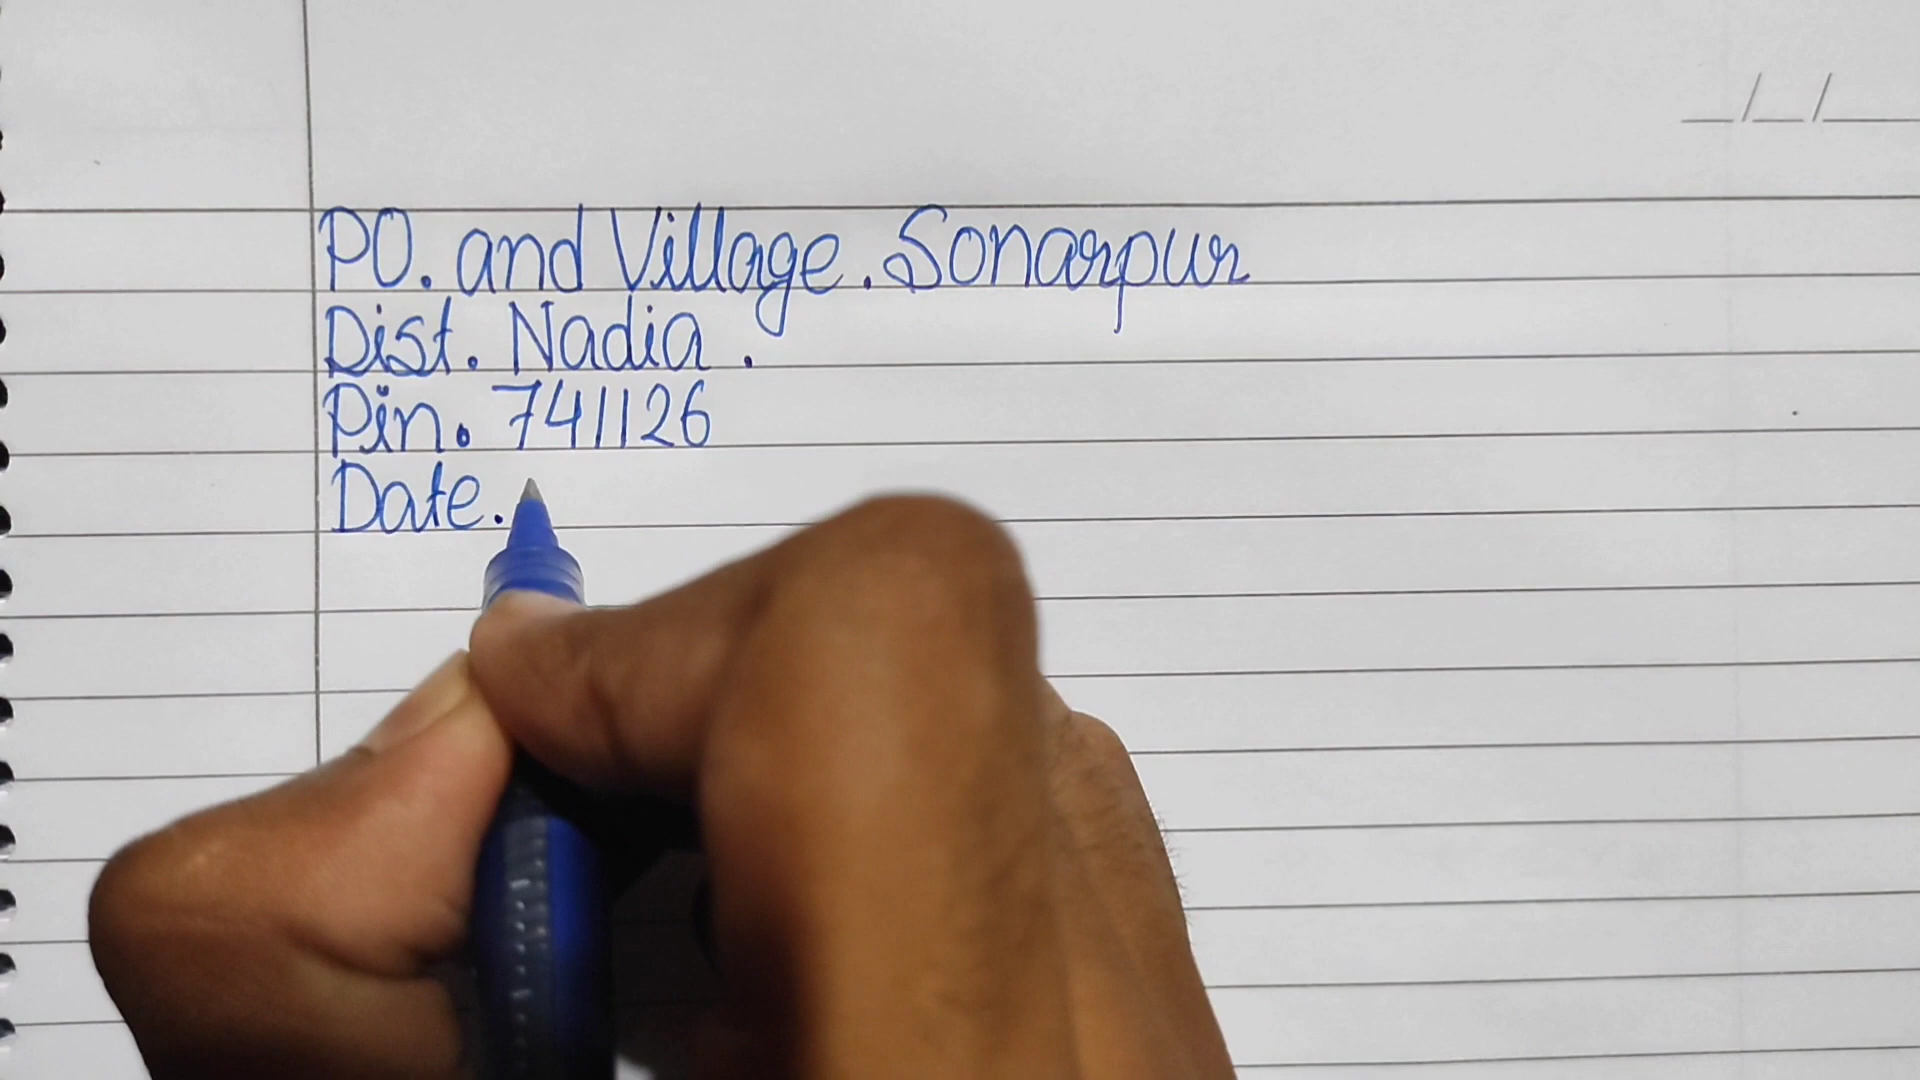 PO. and Village. Sonarpur
Dist. Nadia.
Pin. 741126
Date.